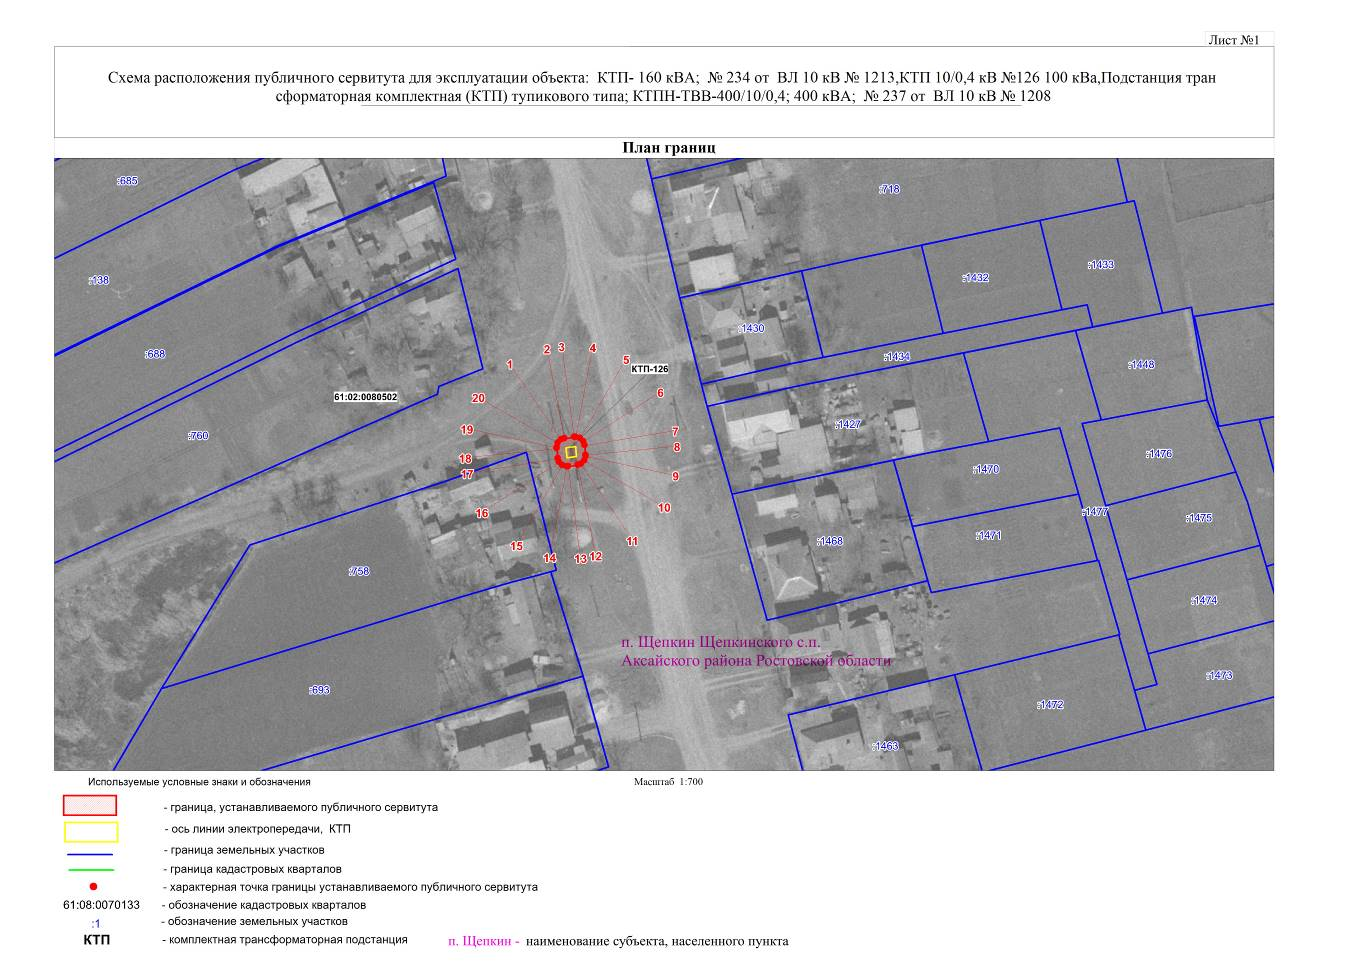 Лист №1
Схема расположения публичного сервитута для эксплуатации объекта: КТП- 160 кВА; № 234 от ВЛ 10 кВ № 1213,КТП 10/0,4 кВ №126 100 кВа,Подстанция тран
сформаторная комплектная (КТП) тупикового типа; КТПН-ТВВ-400/10/0,4; 400 кВА; № 237 от ВЛ 10 кВ № 1208
План границ
:685
:718
:138
:1432
:1433
:1430
:688
:1434
:1448
2 3 4
1
5
КТП-126
6
61:02:0080502
20
:760
19
7
:1427
8
18
:1476
17
9
:1470
16
10
:1477
:1475
15
11
:1468
:1471
14
13 12
:758
:1474
п. Щепкин Щепкинского с.п.
Аксайского района Ростовской области
:693
:1473
:1472
:1463
Используемые условные знаки и обозначения
Масштаб 1:700
- граница, устанавливаемого публичного сервитута
- ось линии электропередачи, КТП
- граница земельных участков
- граница кадастровых кварталов
- характерная точка границы устанавливаемого публичного сервитута
61:08:0070133 - обозначение кадастровых кварталов
:1 - обозначение земельных участков
КТП - комплектная трансформаторная подстанция
п. Щепкин - наименование субъекта, населенного пункта